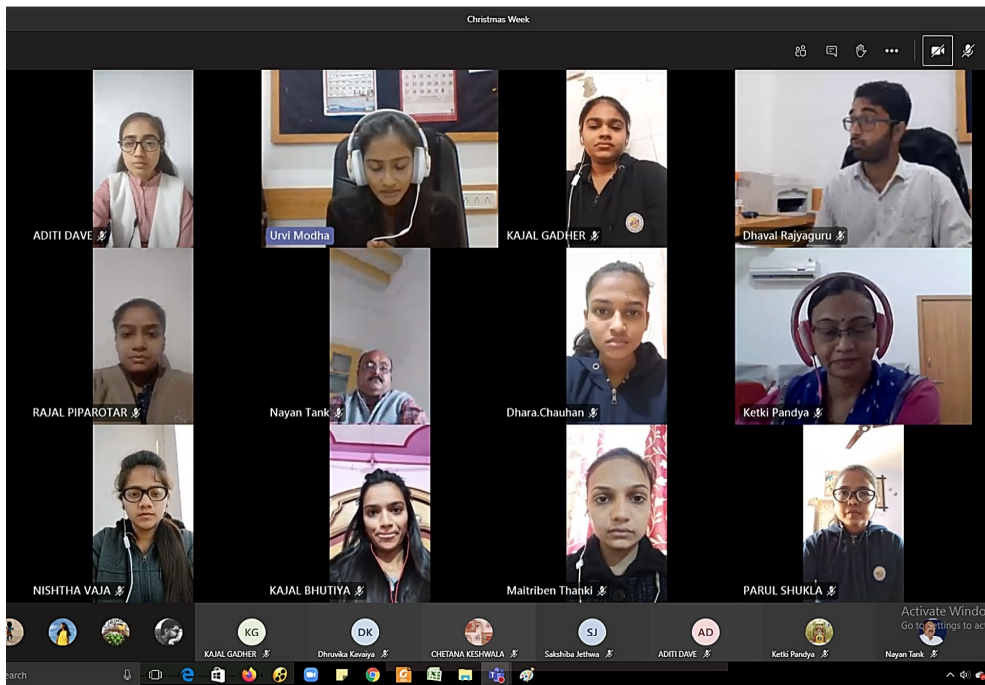 Christmas Week
ADITI DAVE
Urvi Modha
KAJAL GADHER
Dhaval Rajyaguru
RAJAL PIPAROTAR
Nayan Tank
Dhara.Chauhan
Ketki Pandya
NISHTHA VAJA
KAJAL BHUTIYA
Maitriben Thanki
PARUL SHUKLA
KG
DK
SJ
AD
KAJAL GADHER
Dhruvika Kavaiya
CHETANA KESHWALA
Sakshiba Jethwa
ADITI DAVE
Ketki Pandya
Nayan Tank
Activate Windo
Go to Settings to act
earch